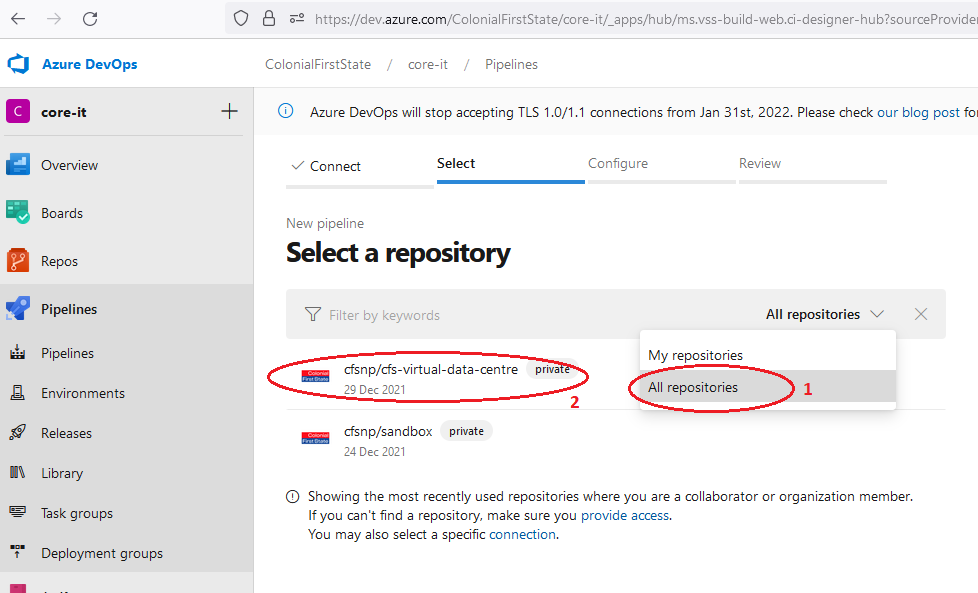 https://dev.azure.com/ColonialFirstState/core-it/_apps/hub/ms.vss-build-web.ci-designer-hub?sourceProvider
Azure DevOps
ColonialFirstState / core-it / Pipelines
C core-it
Azure DevOps will stop accepting TLS 1.0/1.1 connections from Jan 31st, 2022. Please check our blog post for
Overview
Boards
Repos
Pipelines
Pipelines
Environments
Releases
Library
Task groups
Deployment groups
Connect
Select
Configure
Review
New pipeline
Select a repository
Filter by keywords
All repositories
My repositories
All repositories
1
Colonial
First State
cfsnp/cfs-virtual-data-centre private
29 Dec 2021
2
Colonial
First State
cfsnp/sandbox private
24 Dec 2021
Showing the most recently used repositories where you are a collaborator or organization member.
If you can't find a repository, make sure you provide access.
You may also select a specific connection.